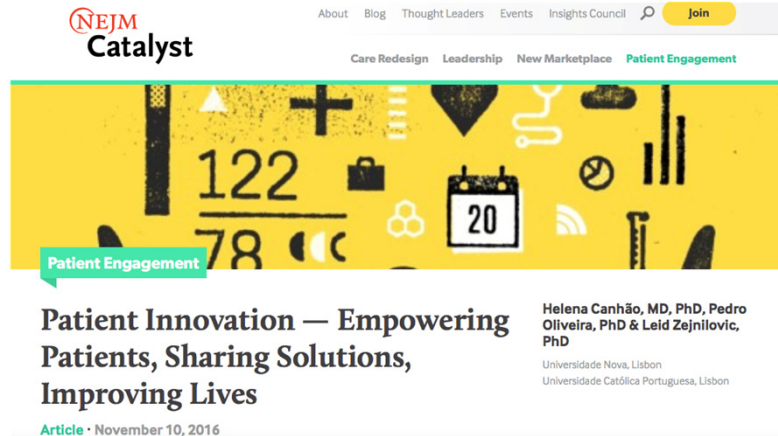 NEJM
Catalyst
About Blog Thought Leaders Events Insights Council Join
Care Redesign Leadership New Marketplace Patient Engagement
122
78
20
Patient Engagement
Patient Innovation — Empowering
Patients, Sharing Solutions,
Improving Lives
Helena Canhão, MD, PhD, Pedro
Oliveira, PhD & Leid Zejnilovic,
PhD
Universidade Nova, Lisbon
Universidade Católica Portuguesa, Lisbon
Article · November 10, 2016